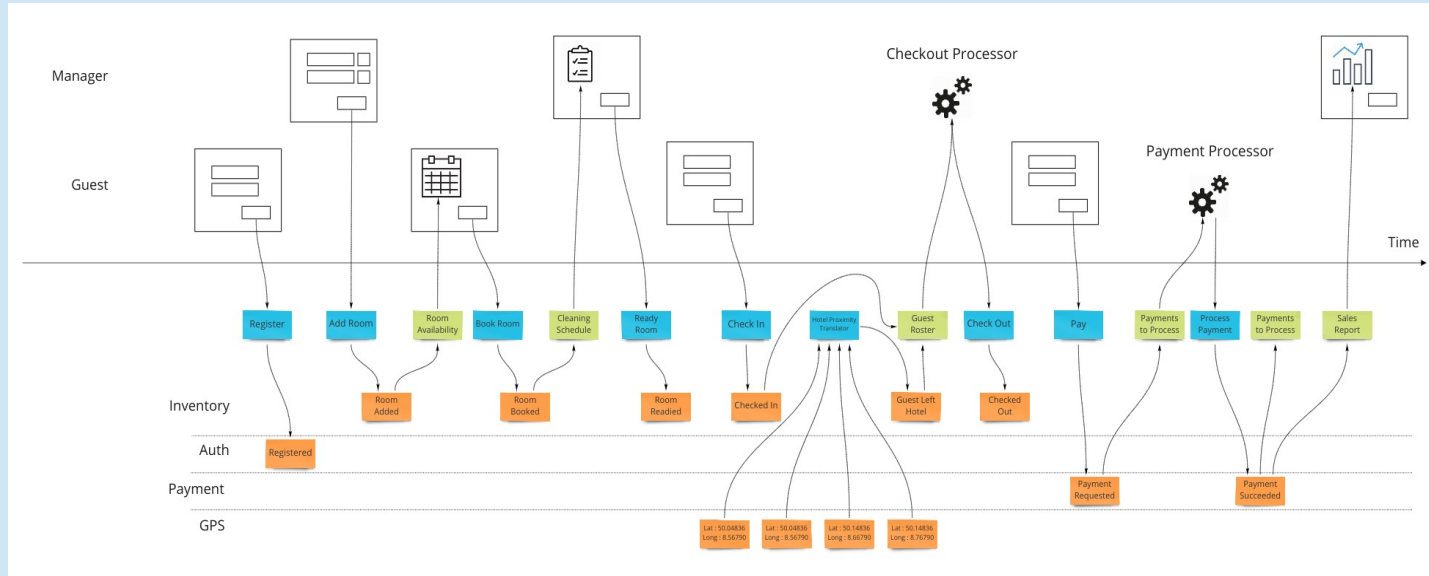 Manager
Checkout Processor
Payment Processor
Guest
Time
Register
Add Room
Room
Availability
Book Room
Cleaning
Schedule
Ready
Room
Check In
Hotel Proximity
Translator
Guest
Roster
Check Out
Pay
Payments
to Process
Process
Payment
Payments
to Process
Sales
Report
Inventory
Room
Added
Room
Booked
Room
Readied
Checked In
Guest Left
Hotel
Checked
Out
Auth
Registered
Payment
Payment
Requested
Payment
Succeeded
GPS
Lat : 50.04836
Long : 8.56790
Lat : 50.04836
Long : 8.56790
Lat : 50.14836
Long : 8.66790
Lat : 50.14836
Long : 8.76790